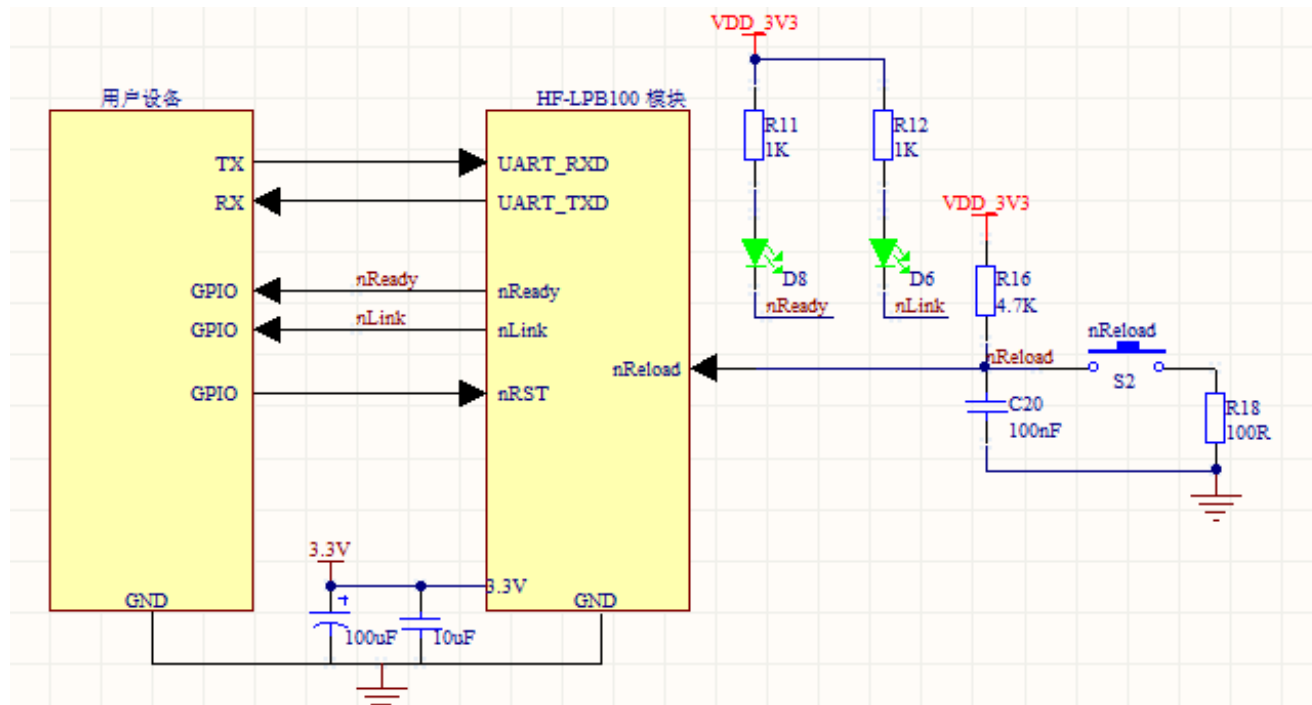 VDD_3V3
用户设备
HF-LPB100 模块
R11
1K
R12
1K
TX
UART_RXD
RX
UART_TXD
VDD_3V3
D8
D6
R16
4.7K
GPIO
nReady
nReady
nReady
nLink
GPIO
nLink
nLink
nReload
nReload
nReload
S2
GPIO
nRST
C20
100nF
R18
100R
3.3V
3.3V
GND
GND
+
100uF
10uF